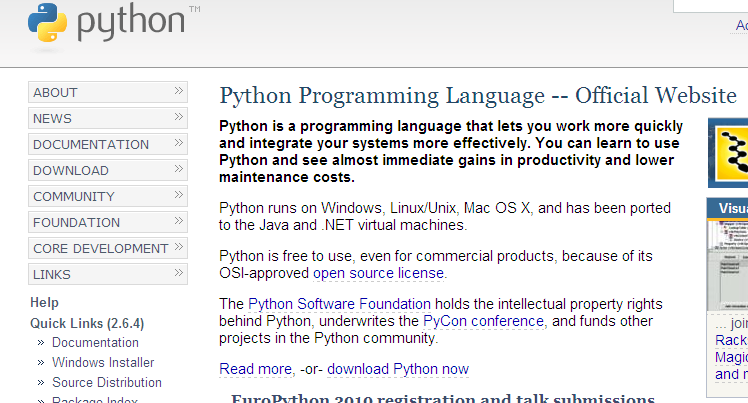 python™
ABOUT
NEWS
DOCUMENTATION
DOWNLOAD
COMMUNITY
FOUNDATION
CORE DEVELOPMENT
LINKS
Help
Quick Links (2.6.4)
» Documentation
» Windows Installer
» Source Distribution
» Package Index
Python Programming Language -- Official Website
Python is a programming language that lets you work more quickly
and integrate your systems more effectively. You can learn to use
Python and see almost immediate gains in productivity and lower
maintenance costs.
Python runs on Windows, Linux/Unix, Mac OS X, and has been ported
to the Java and .NET virtual machines.
Python is free to use, even for commercial products, because of its
OSI-approved open source license.
The Python Software Foundation holds the intellectual property rights
behind Python, underwrites the PyCon conference, and funds other
projects in the Python community.
Read more, -or- download Python now
EuroPython 2010 registration and talk submissions
Visua
... joi
Rack
Magi
and m